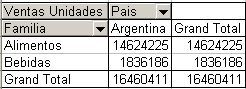 Ventas Unidades Pais
Familia Argentina Grand Total
Alimentos 14624225 14624225
Bebidas 1836186 1836186
Grand Total 16460411 16460411